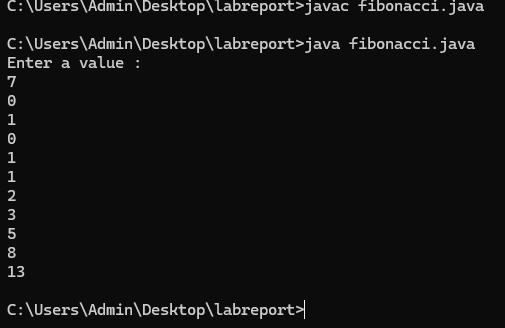 C:\Users\Admin\Desktop\labreport>javac fibonacci.java
C:\Users\Admin\Desktop\labreport>java fibonacci.java
Enter a value :
7
0
1
0
1
1
2
3
5
8
13
C:\Users\Admin\Desktop\labreport>